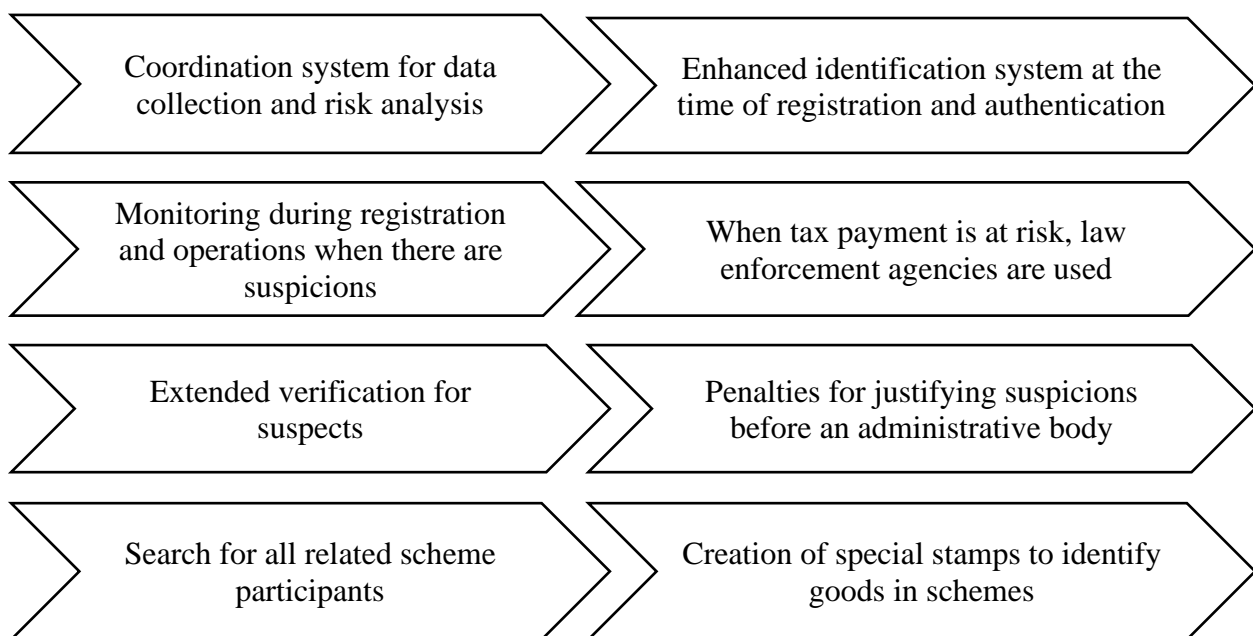 Coordination system for data
collection and risk analysis
Enhanced identification system at the
time of registration and authentication
Monitoring during registration
and operations when there are
suspicions
When tax payment is at risk, law
enforcement agencies are used
Extended verification for
suspects
Penalties for justifying suspicions
before an administrative body
Search for all related scheme
participants
Creation of special stamps to identify
goods in schemes